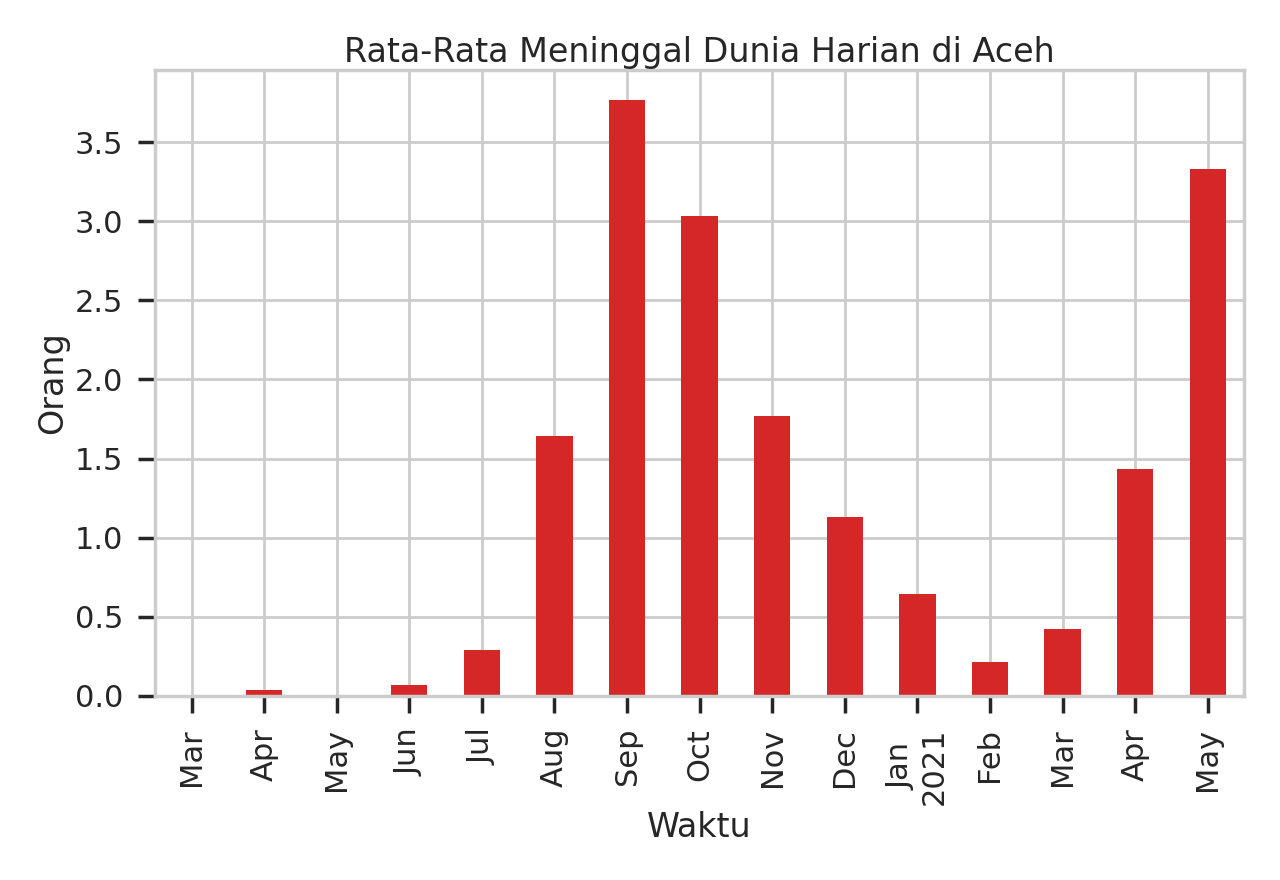 Rata-Rata Meninggal Dunia Harian di Aceh
3.5
3.0
2.5
2.0
1.5
1.0
0.5
0.0
Orang
Mar
Apr
May
Jun
Jul
Aug
Sep
Oct
Nov
Dec
Jan
2021
Feb
Mar
Apr
May
Waktu